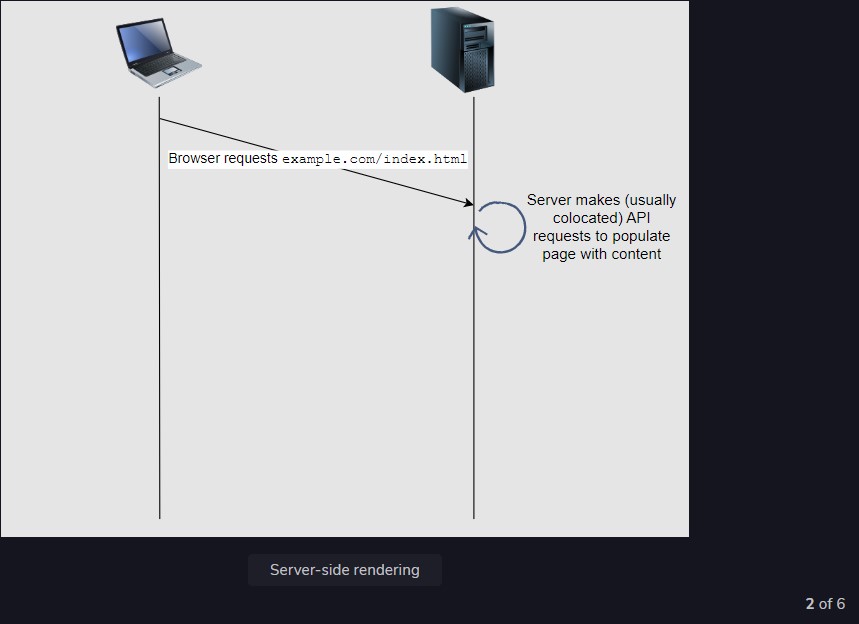 Browser requests example.com/index.html
Server makes (usually
colocated) API
requests to populate
page with content
Server-side rendering
2 of 6